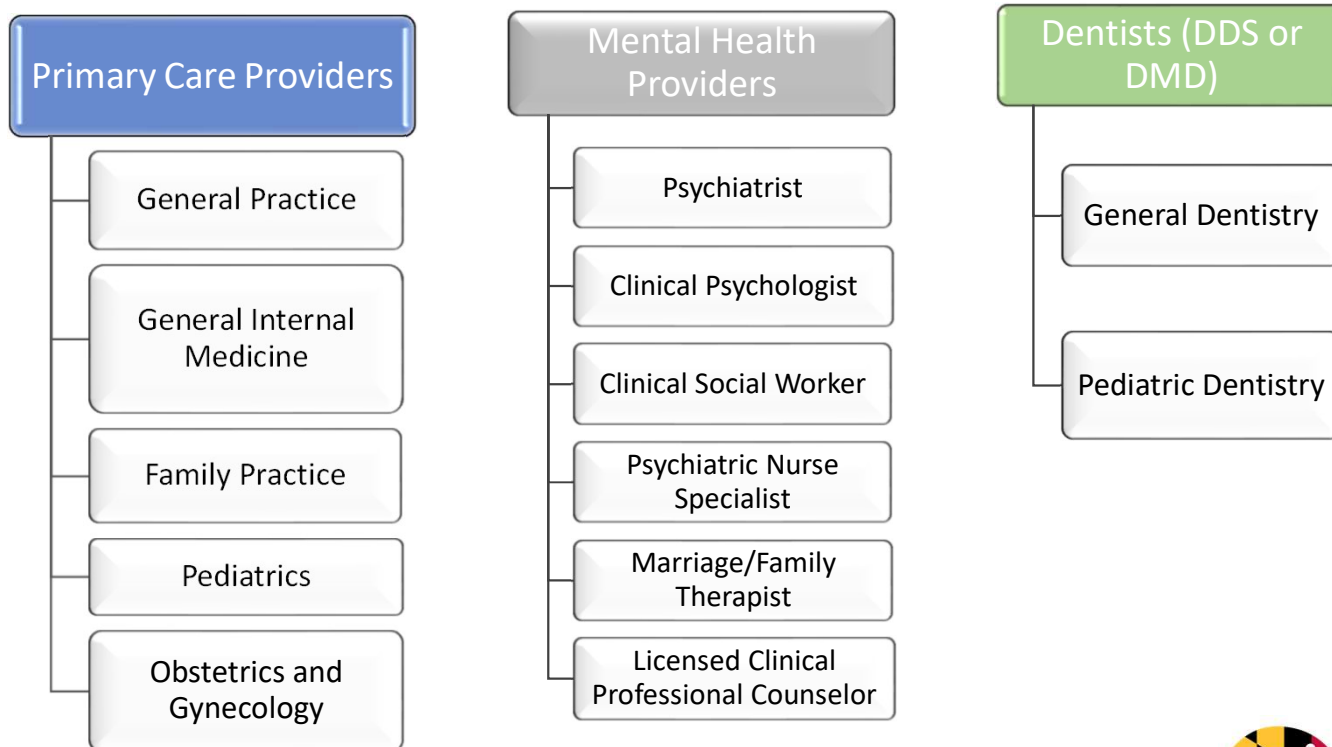 Primary Care Providers
General Practice
General Internal
Medicine
Family Practice
Pediatrics
Obstetrics and
Gynecology
Mental Health
Providers
Psychiatrist
Clinical Psychologist
Clinical Social Worker
Psychiatric Nurse
Specialist
Marriage/Family
Therapist
Licensed Clinical
Professional Counselor
Dentists (DDS or
DMD)
General Dentistry
Pediatric Dentistry